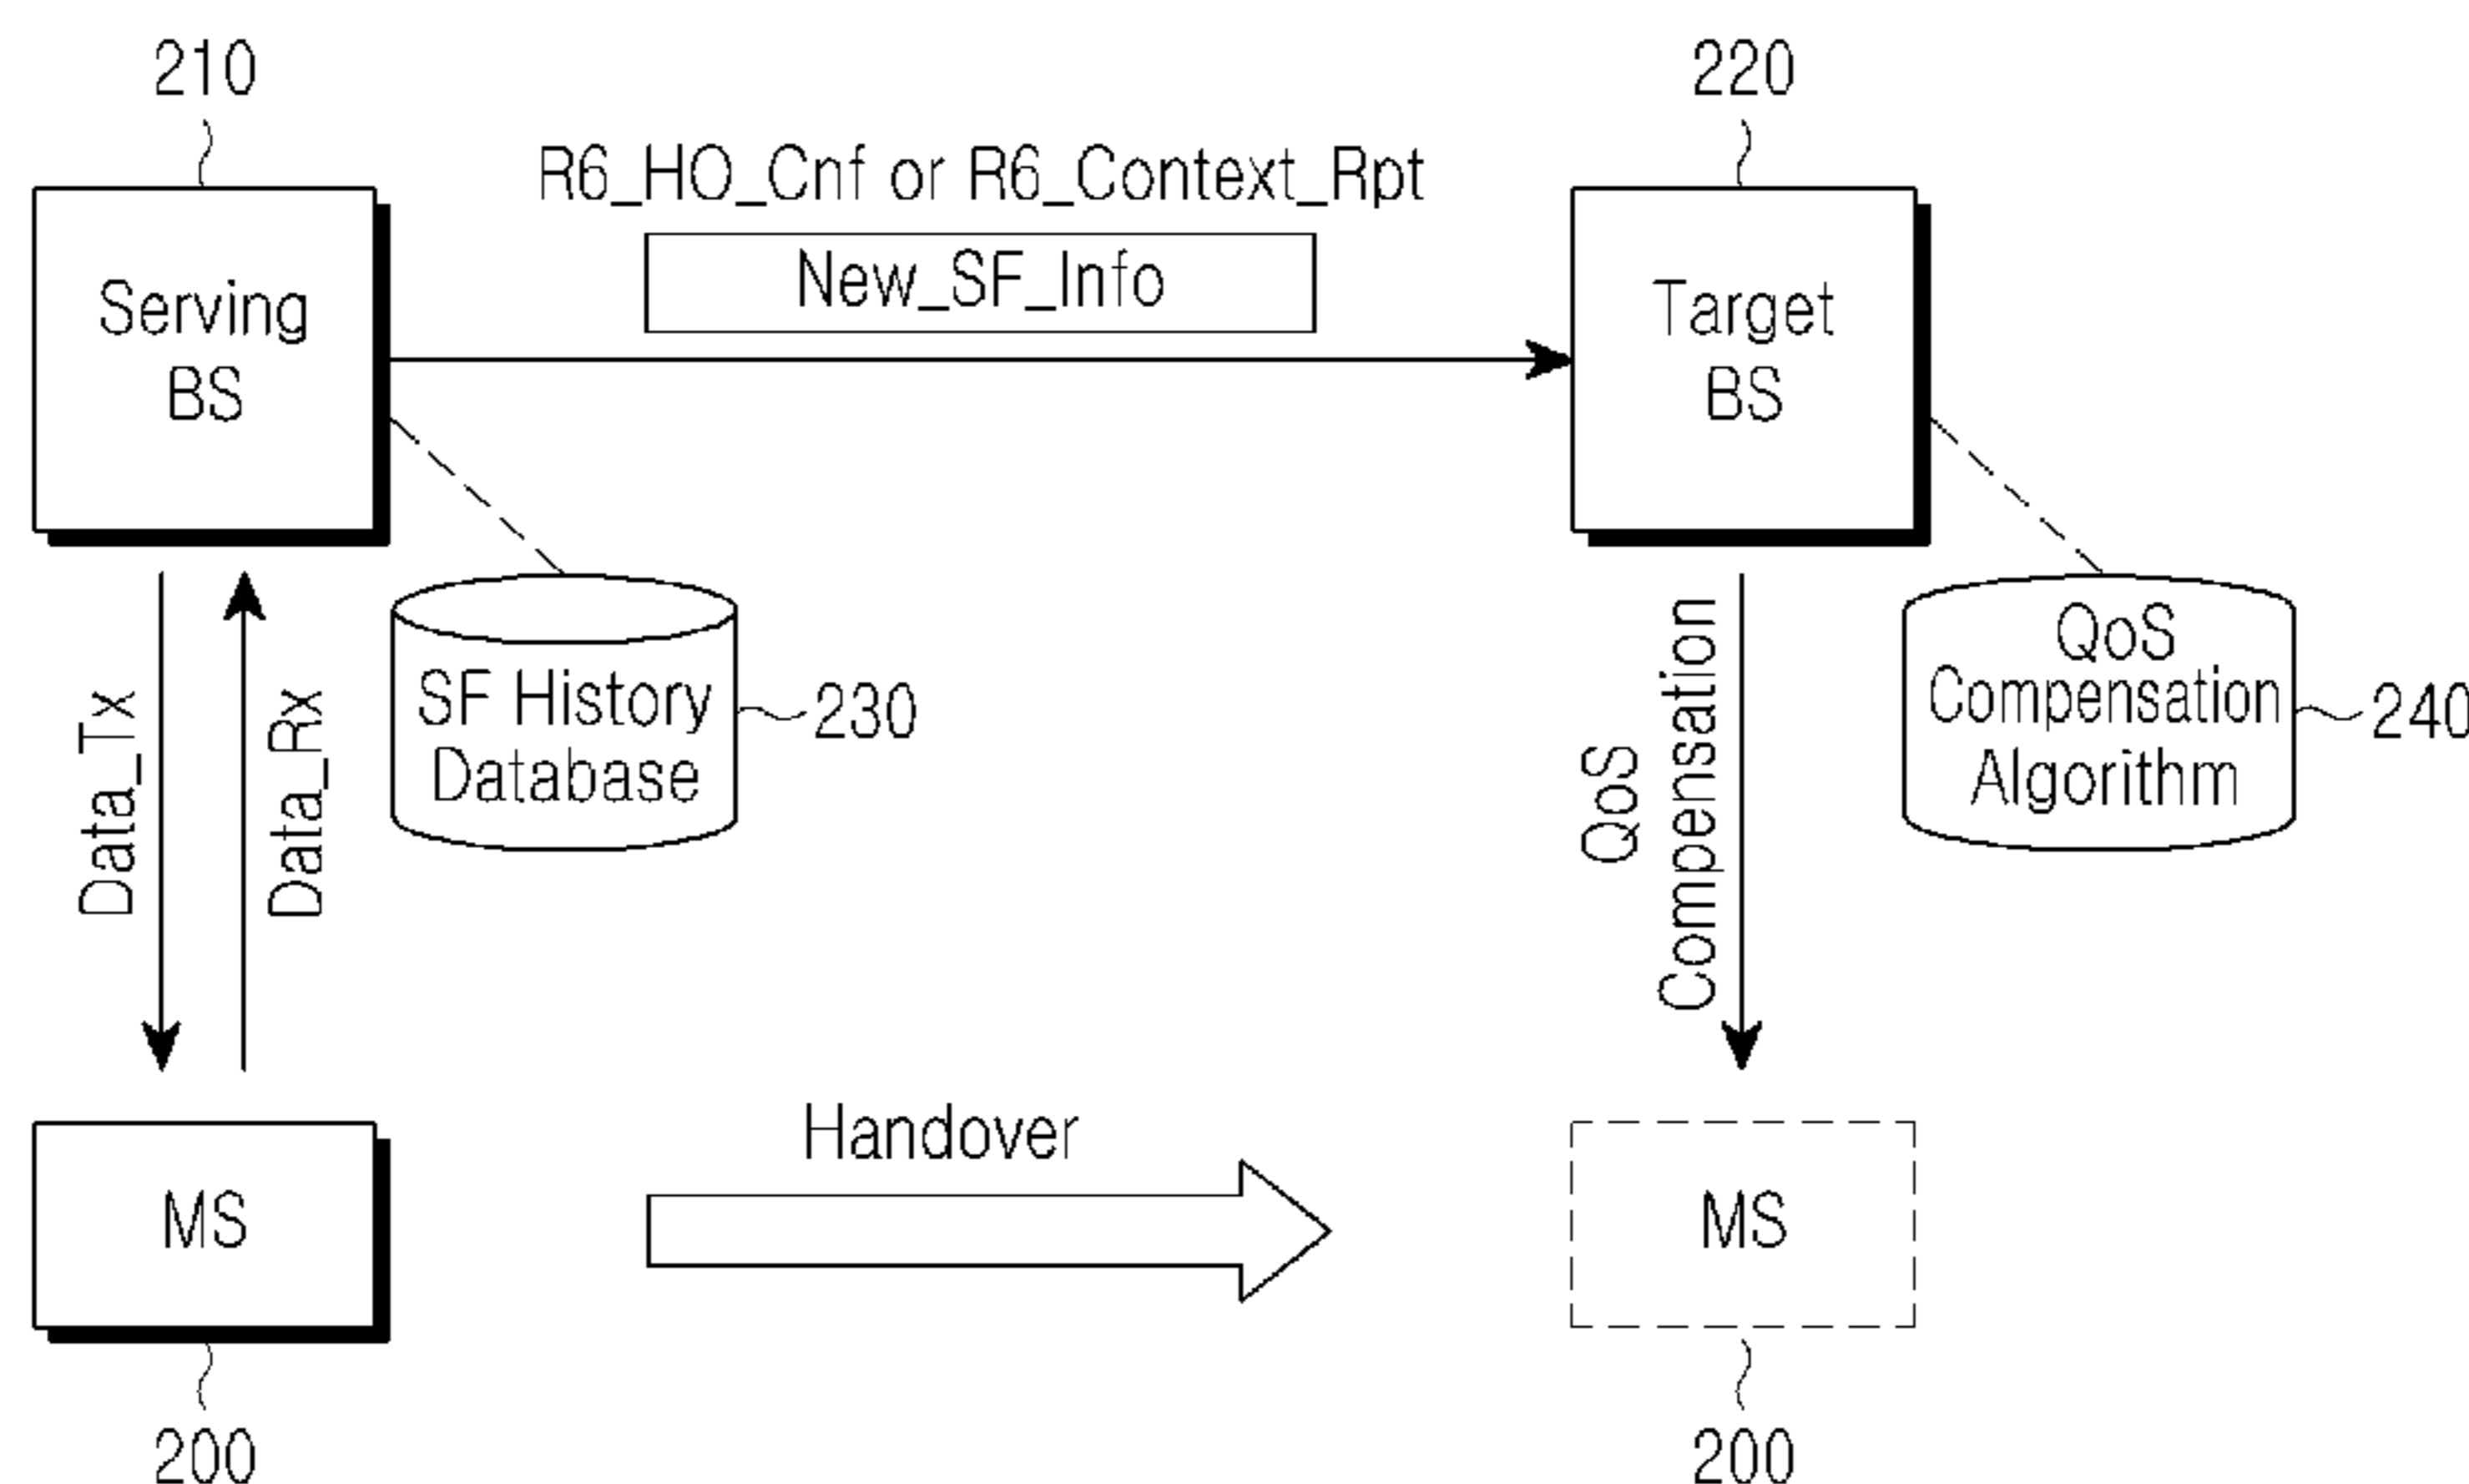 210
220
R6_HO_Cnf or R6_Context_Rpt
New_SF_Info
Serving
BS
Target
BS
Data_Tx
Data_Rx
SF History
Database
230
QoS
Compensation
QoS
Compensation
Algorithm
240
Handover
MS
MS
200
200